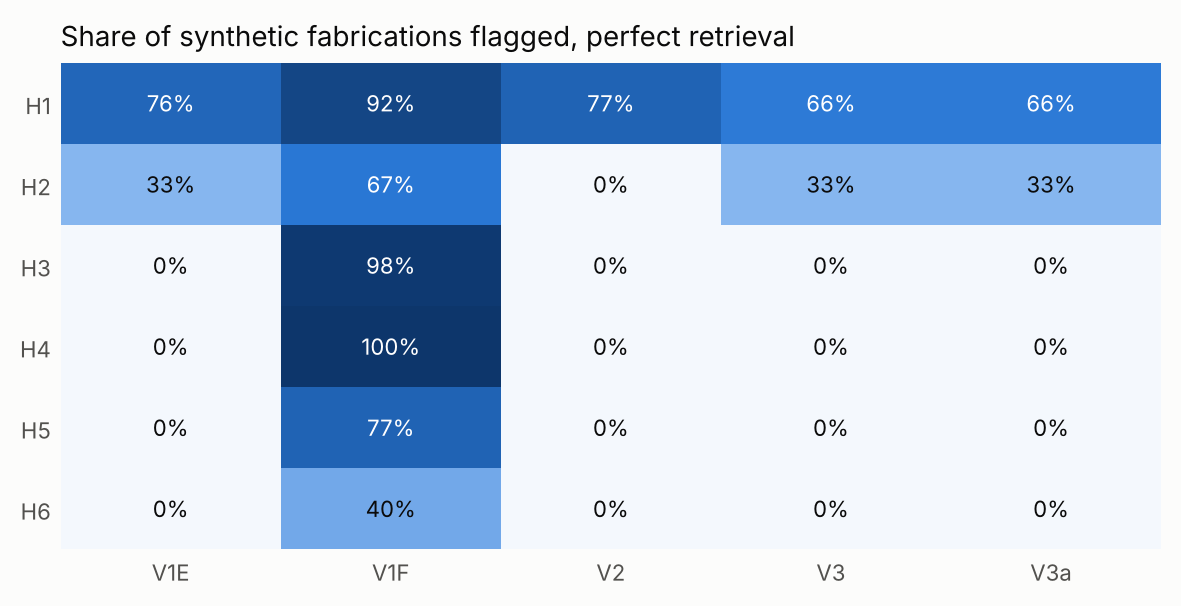 Share of synthetic fabrications flagged, perfect retrieval
H1 76% 92% 77% 66% 66%
H2 33% 67% 0% 33% 33%
H3 0% 98% 0% 0% 0%
H4 0% 100% 0% 0% 0%
H5 0% 77% 0% 0% 0%
H6 0% 40% 0% 0% 0%
V1E V1F V2 V3 V3a